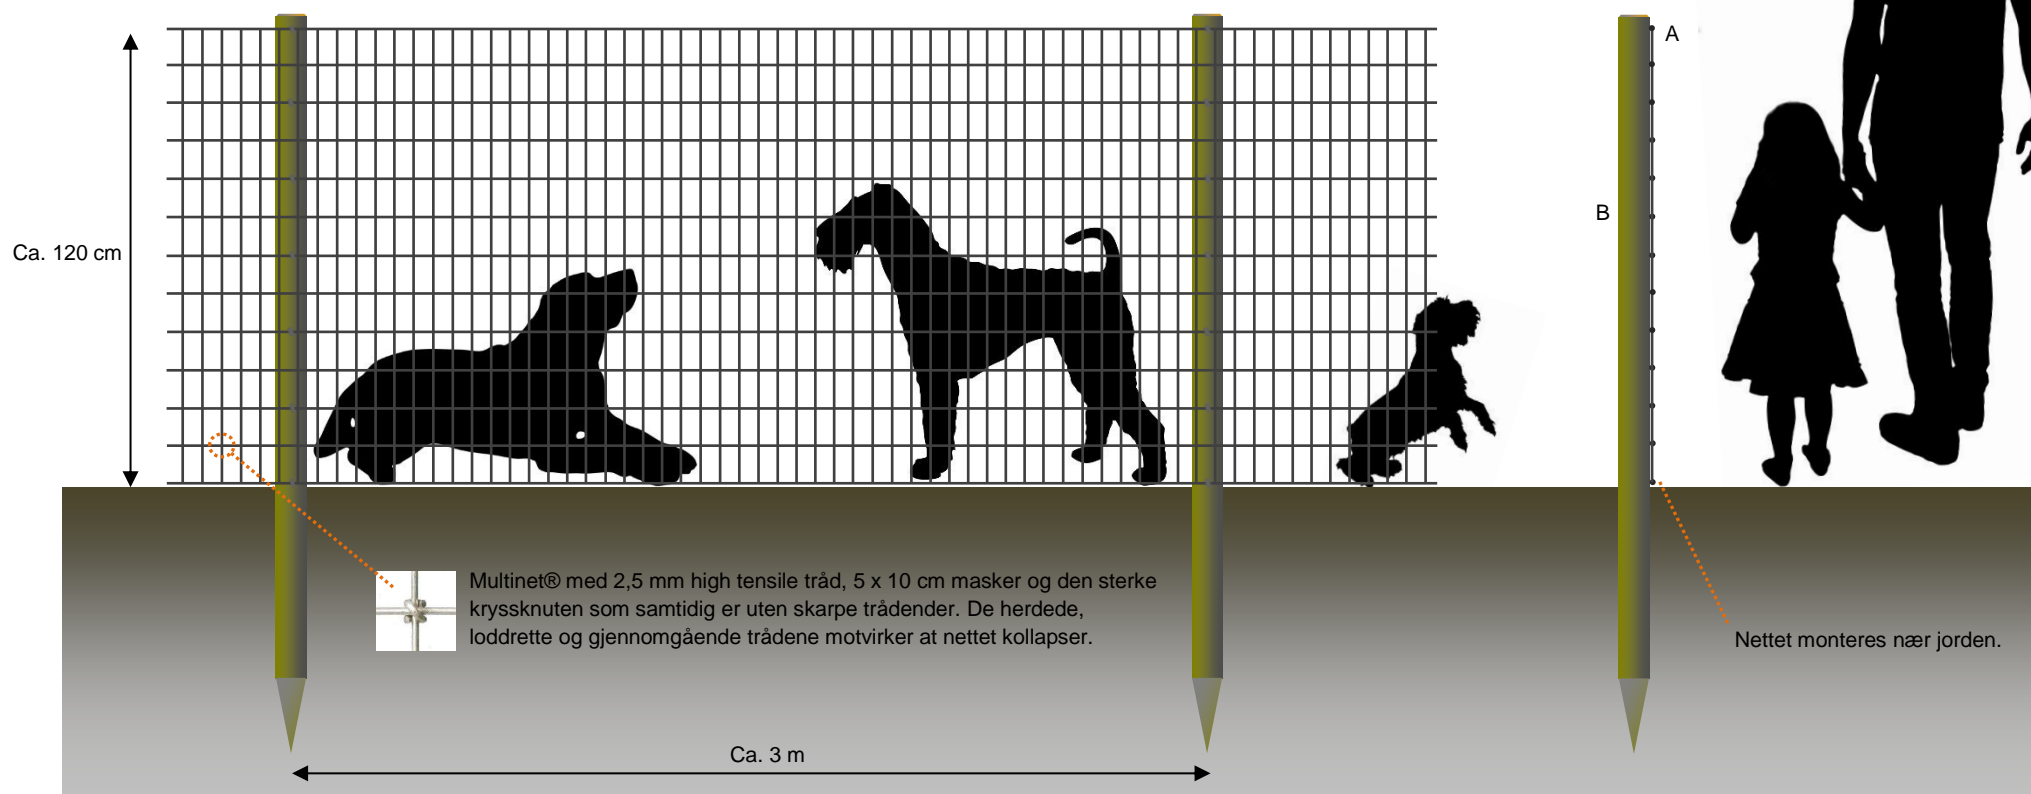 A
B
Ca. 120 cm
Multinet® med 2,5 mm high tensile tråd, 5 x 10 cm masker og den sterke
kryssknuten som samtidig er uten skarpe trådender. De herdede,
loddrette og gjennomgående trådene motvirker at nettet kollapser.
Nettet monteres nær jorden.
Ca. 3 m